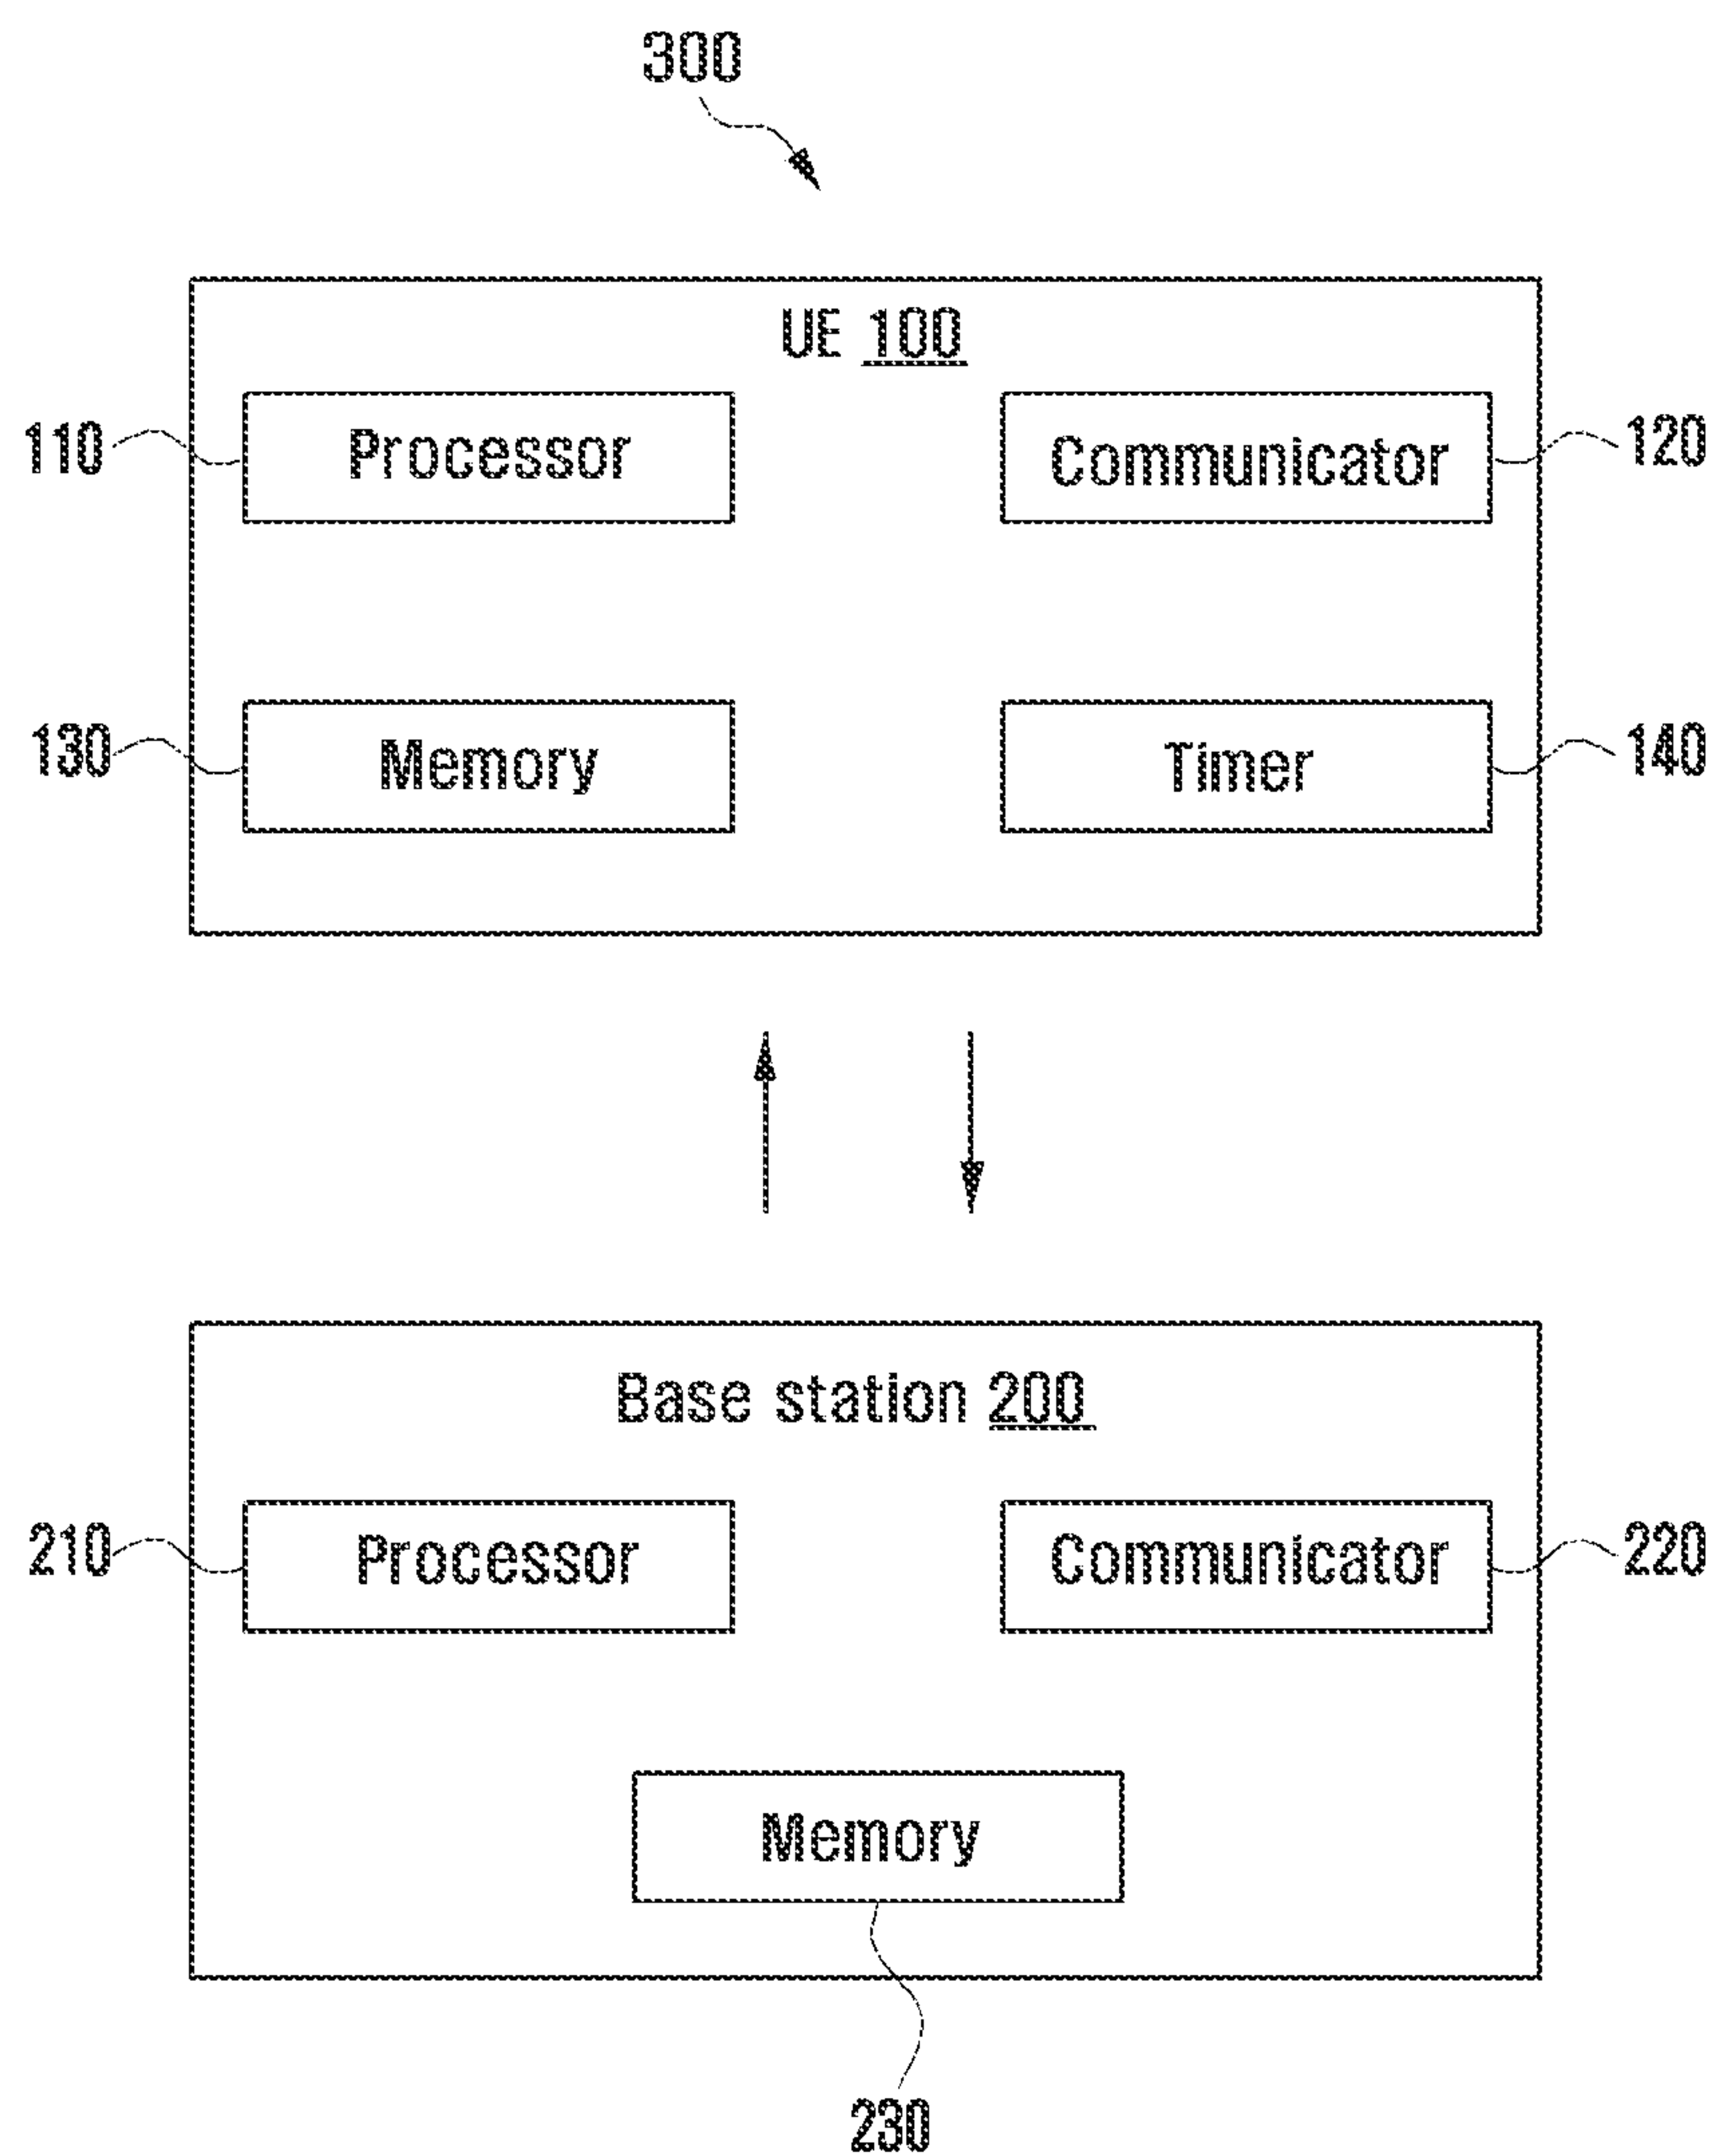 300
UE 100
110 Processor Communicator 120
130 Memory Timer 140
Base station 200
210 Processor Communicator 220
Memory
230